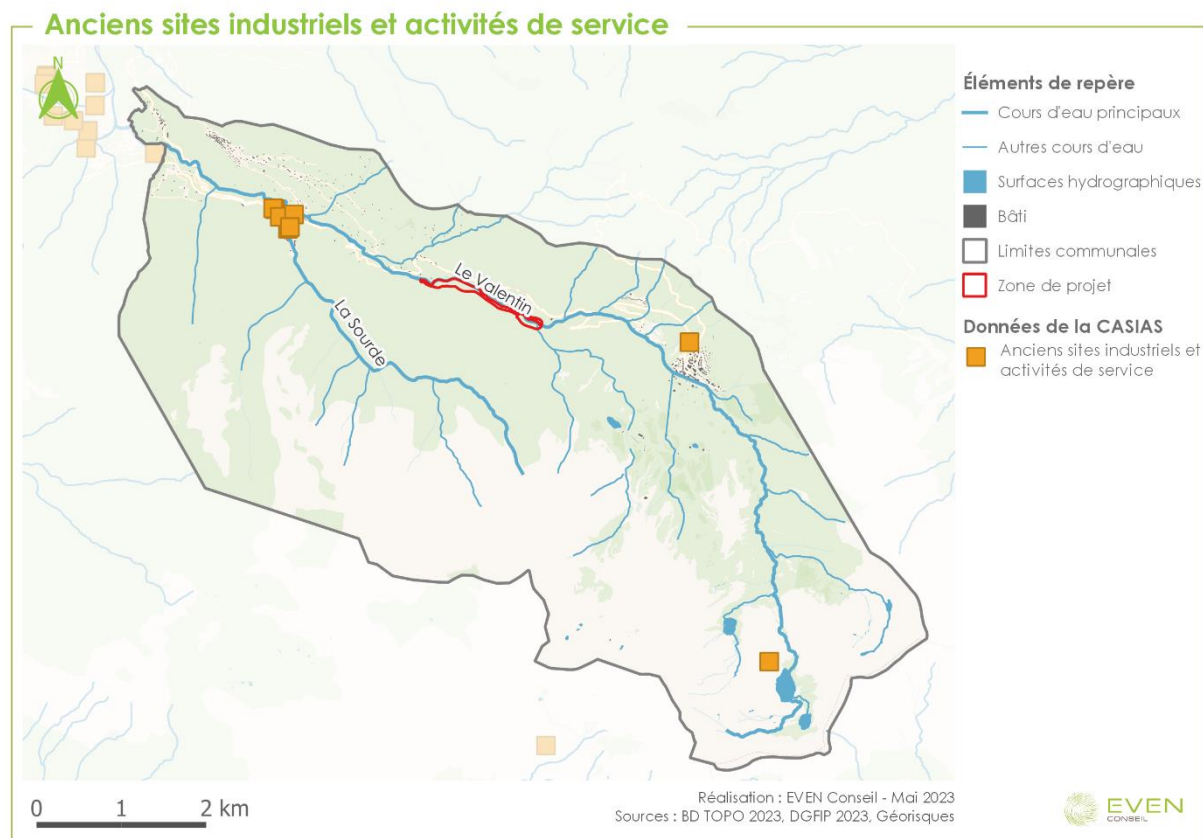 Anciens sites industriels et activités de service
N
Le Valentin
La Sourde
0 1 2 km
Éléments de repère
Cours d'eau principaux
Autres cours d'eau
Surfaces hydrographiques
Bâti
Limites communales
Zone de projet
Données de la CASIAS
Anciens sites industriels et
activités de service
Réalisation : EVEN Conseil - Mai 2023
Sources : BD TOPO 2023, DGFIP 2023, Géorisques
EVEN
CONSEIL